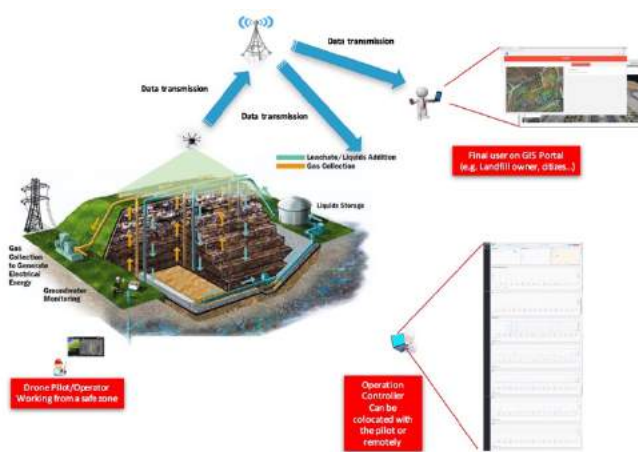 Data transmission
Data transmission
Data transmission
Leachate/Liquids Addition
Gas Collection
Final user on GIS Portal
(e.g. Landfill owner, citizes...)
Liquids Storage
Gas
Collection
to Generate
Electrical
Energy
Groundwater
Monitoring
Drone Pilot/Operator
Working from a safe zone
Operation
Controller
Can be
colocated with
the pilot or
remotely